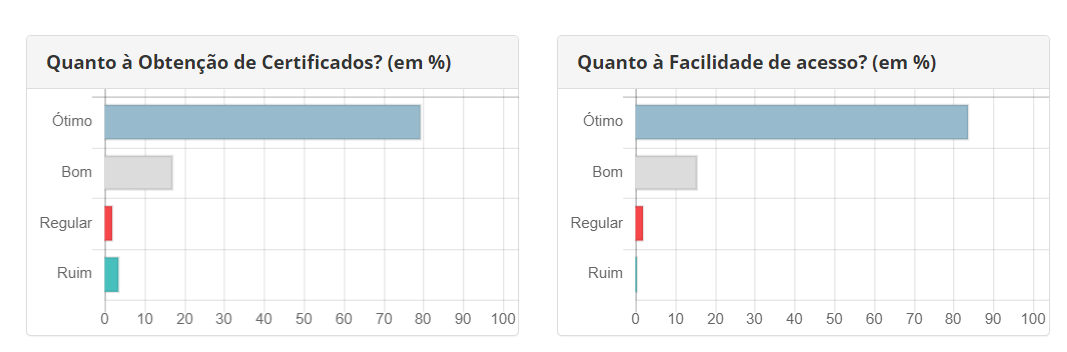 Quanto à Obtenção de Certificados? (em %)
Ótimo
Bom
Regular
Ruim
0 10 20 30 40 50 60 70 80 90 100
Quanto à Facilidade de acesso? (em %)
Ótimo
Bom
Regular
Ruim
0 10 20 30 40 50 60 70 80 90 100